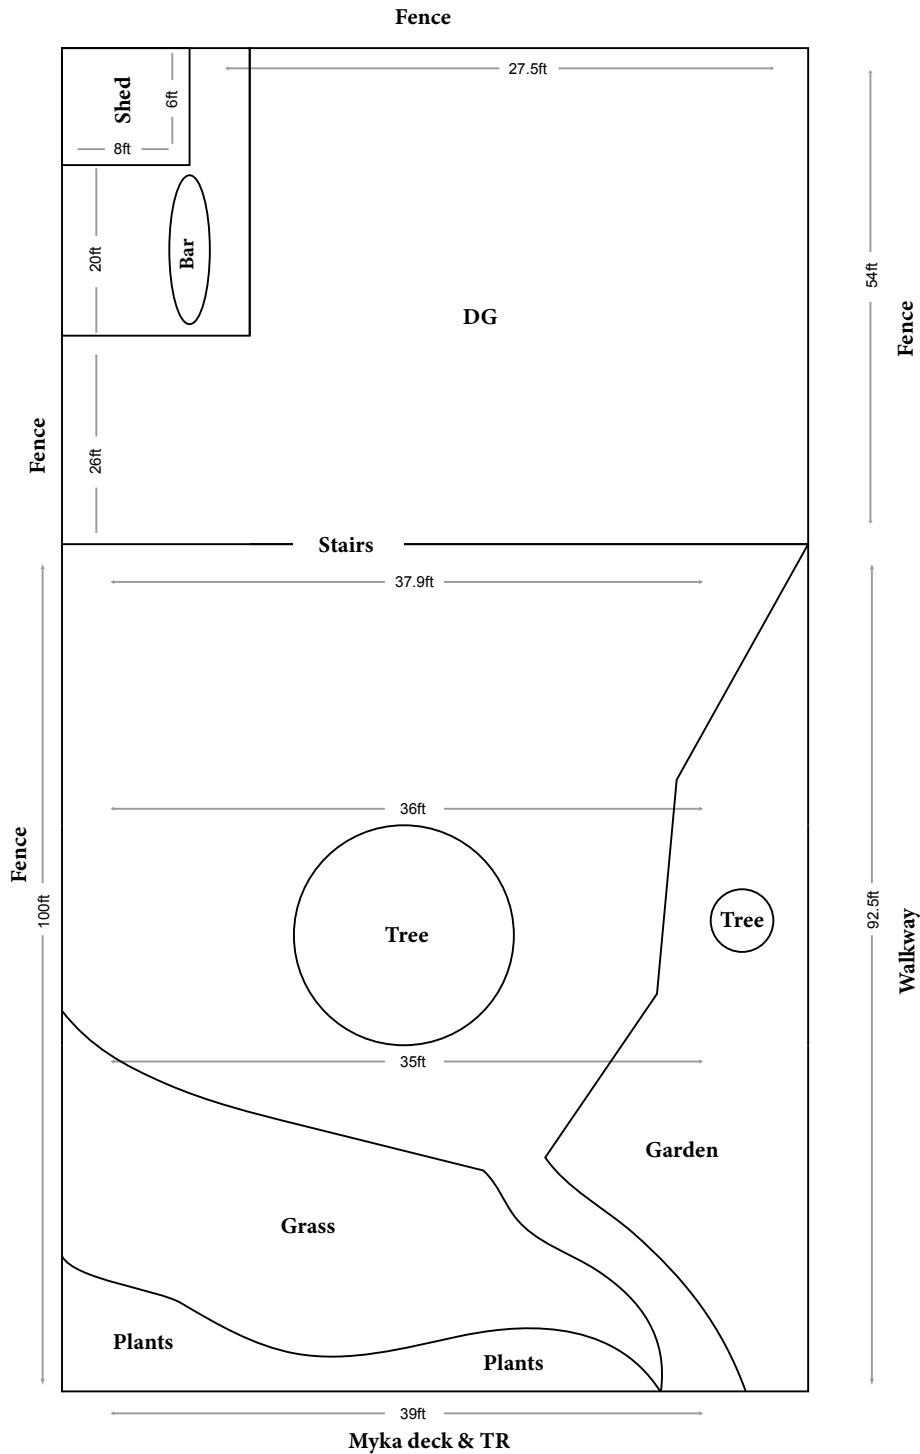 Fence
27.5ft
Shed
6ft
8ft
20ft
Bar
54ft
DG
Fence
Fence
26ft
Stairs
37.9ft
36ft
Fence
100ft
Tree
Tree
92.5ft
Walkway
35ft
Garden
Grass
Plants
Plants
39ft
Myka deck & TR